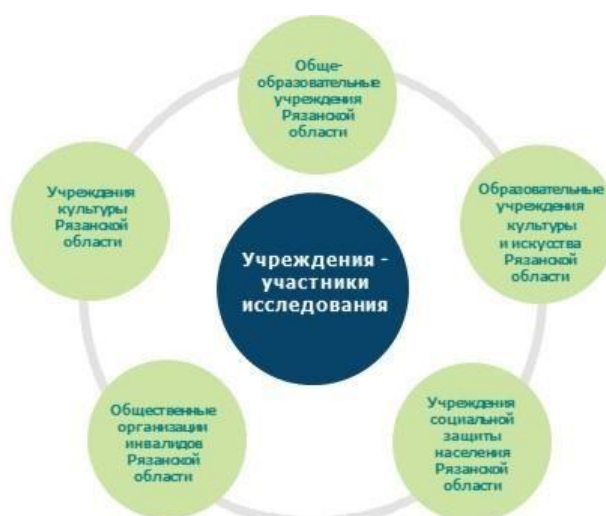 Обще-
образовательные
учреждения
Рязанской
области
Учреждения
культуры
Рязанской
области
Образовательные
учреждения
культуры
и искусства
Рязанской
области
Учреждения -
участники
исследования
Общественные
организации
инвалидов
Рязанской
области
Учреждения
социальной
защиты
населения
Рязанской
области